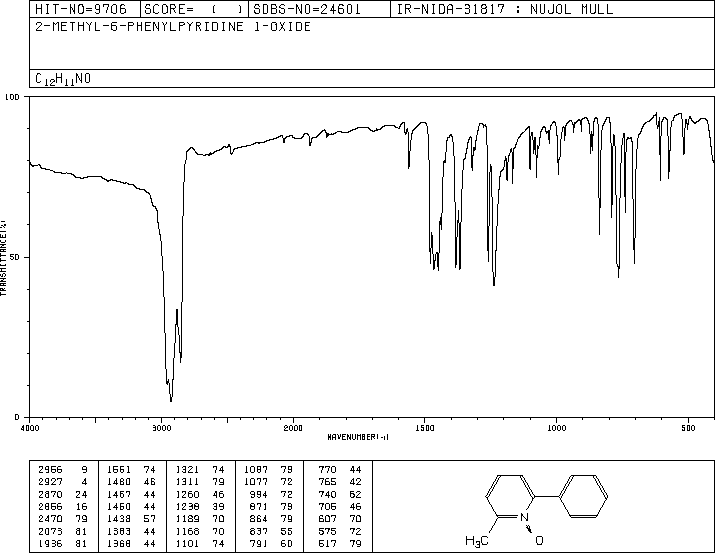 HIT-NO=9706 SCORE= ( ) SDBS-NO=24601 IR-NIDA-31817 : NUJOL MULL
2-METHYL-6-PHENYLPYRIDINE 1-OXIDE
C12H11NO
100
50
0
TRANSMITTANCE(%)
4000 3000 2000 1500 1000 500
WAVENUMBER(-1)
2956 9 1561 74 1321 74 1087 79 770 44
2927 4 1480 46 1311 79 1077 72 765 42
2870 24 1467 44 1260 46 994 72 740 62
2856 16 1450 44 1238 39 871 79 705 46
2470 79 1438 57 1189 70 864 79 607 70
2073 81 1383 44 1168 70 837 55 575 72
1936 81 1368 44 1101 74 791 60 517 79
N
H3C
O